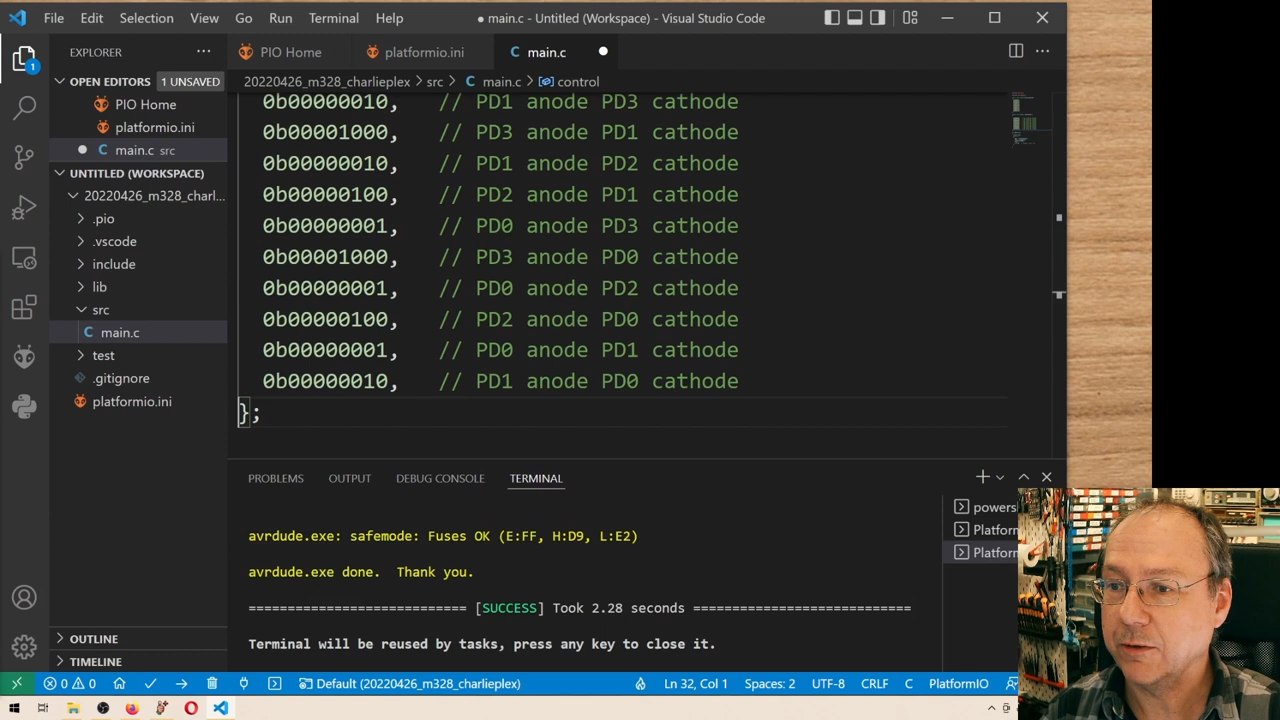 File Edit Selection View Go Run Terminal Help
● main.c - Untitled (Workspace) - Visual Studio Code
EXPLORER
PIO Home
platformio.ini
C main.c
OPEN EDITORS 1 UNSAVED
20220426_m328_charlieplex > src > C main.c > control
1
PIO Home
platformio.ini
C main.c src
UNTITLED (WORKSPACE)
20220426_m328_charl...
.pio
.vscode
include
lib
src
C main.c
test
.gitignore
platformio.ini
OUTLINE
TIMELINE
0b00000010, // PD1 anode PD3 cathode
0b00001000, // PD3 anode PD1 cathode
0b00000010, // PD1 anode PD2 cathode
0b00000100, // PD2 anode PD1 cathode
0b00000001, // PD0 anode PD3 cathode
0b00001000, // PD3 anode PD0 cathode
0b00000001, // PD0 anode PD2 cathode
0b00000100, // PD2 anode PD0 cathode
0b00000001, // PD0 anode PD1 cathode
0b00000010, // PD1 anode PD0 cathode
};
PROBLEMS OUTPUT DEBUG CONSOLE TERMINAL
avrdude.exe: safemode: Fuses OK (E:FF, H:D9, L:E2)
avrdude.exe done. Thank you.
=========================== [SUCCESS] Took 2.28 seconds ===========================
Terminal will be reused by tasks, press any key to close it.
powers
Platforn
Platforn
0 0 Default (20220426_m328_charlieplex) Ln 32, Col 1 Spaces: 2 UTF-8 CRLF C PlatformIO